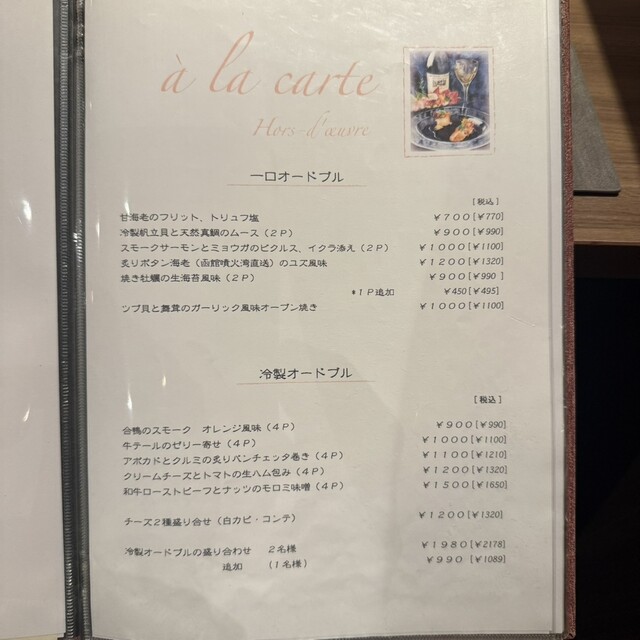 à la carte
Hors-d'œuvre
一口オードブル
[税込]
甘海老のフリット、トリュフ塩 ￥７００[￥770]
冷製帆立貝と天然真鯛のムース（２Ｐ） ￥９００[￥990]
スモークサーモンとミョウガのピクルス、イクラ添え（２Ｐ） ￥１０００[￥1100]
炙りボタン海老（函館噴火湾直送）のユズ風味 ￥１２００[￥1320]
焼き牡蠣の生海苔風味（２Ｐ） ￥９００[￥990 ]
*１Ｐ追加 ￥450[￥495]
ツブ貝と舞茸のガーリック風味オーブン焼き ￥１０００[￥1100]
冷製オードブル
[税込]
合鴨のスモーク　オレンジ風味（４Ｐ） ￥９００[￥990]
牛テールのゼリー寄せ（４Ｐ） ￥１０００[￥1100]
アボカドとクルミの炙りパンチェッタ巻き（４Ｐ） ￥１１００[￥1210]
クリームチーズとトマトの生ハム包み（４Ｐ） ￥１２００[￥1320]
和牛ローストビーフとナッツのモロミ味噌（４Ｐ） ￥１５００[￥1650]
チーズ２種盛り合せ（白カビ・コンテ） ￥１２００[￥1320]
冷製オードブルの盛り合わせ　２名様 ￥１９８０[￥2178]
追加　（１名様） ￥９９０ [￥1089]